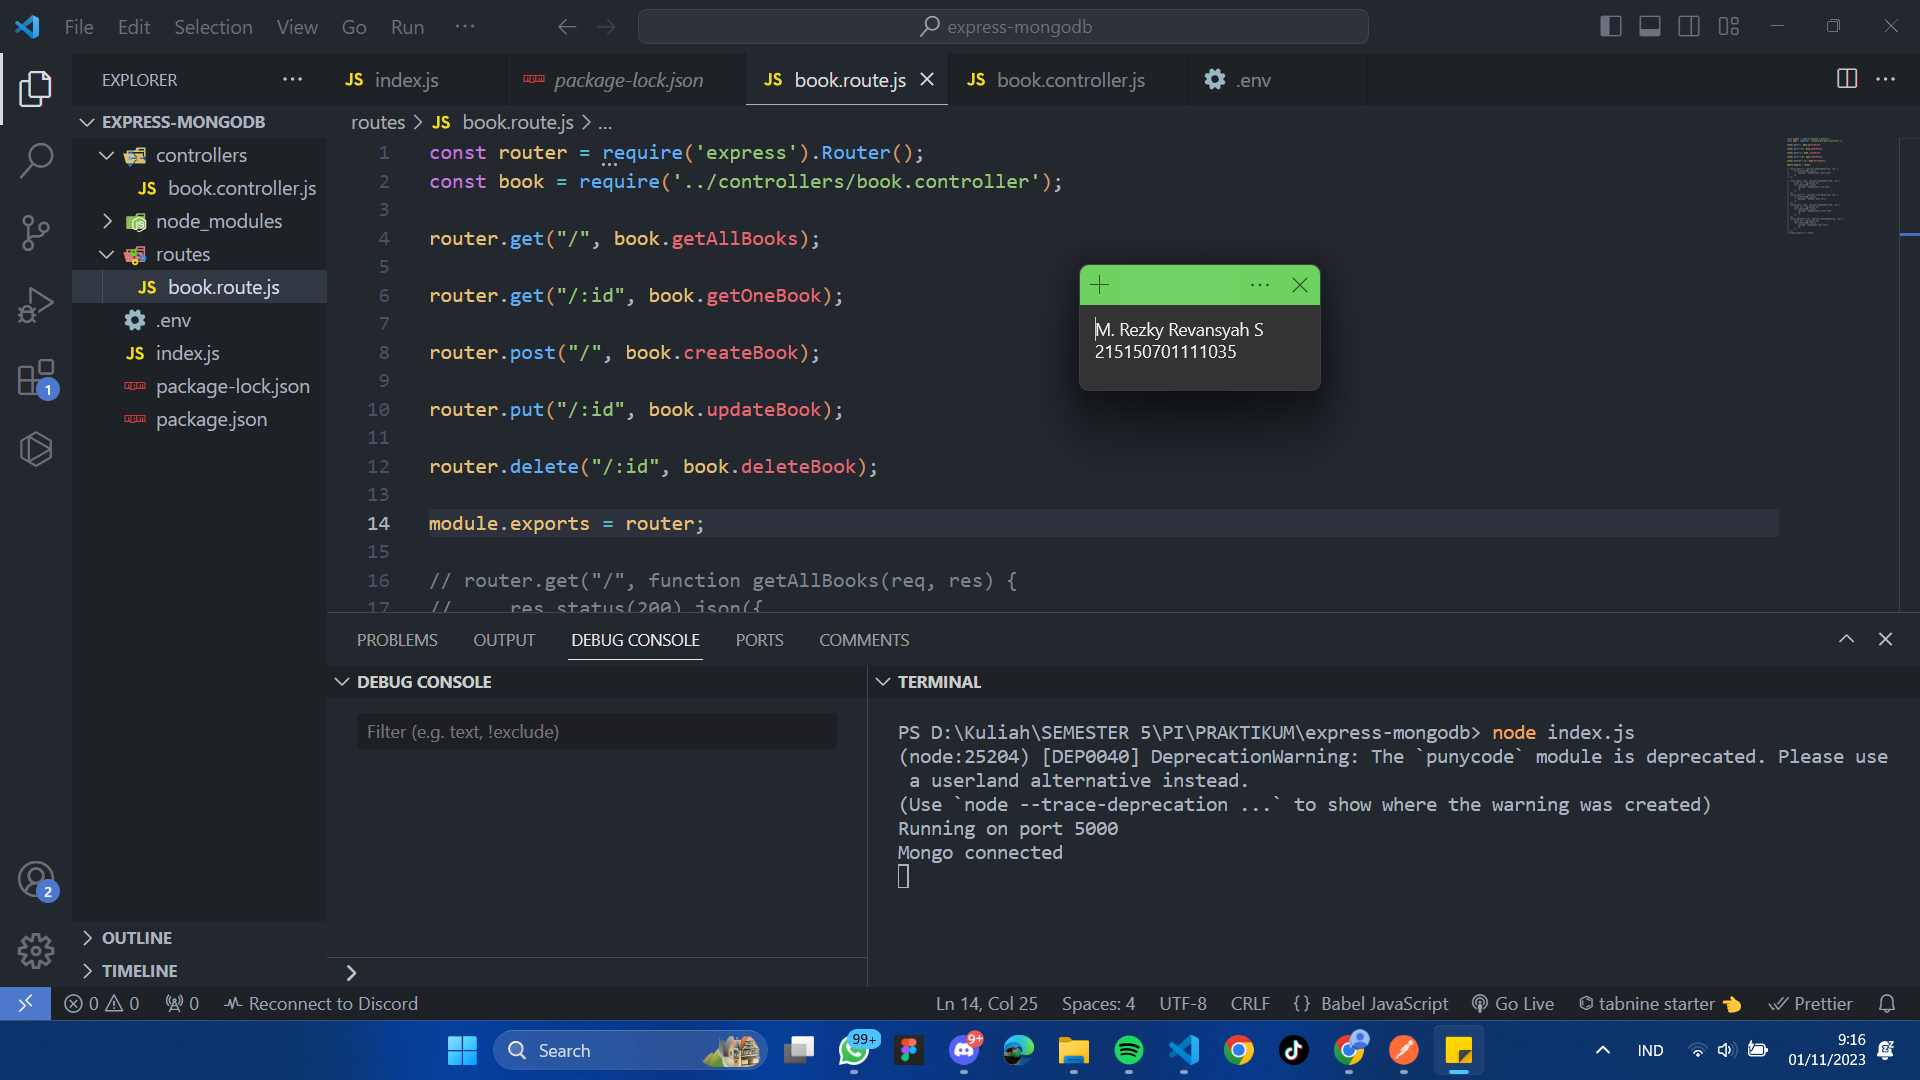 File Edit Selection View Go Run ···
express-mongodb
EXPLORER ···
JS index.js
package-lock.json
JS book.route.js
JS book.controller.js
.env
EXPRESS-MONGODB
controllers
JS book.controller.js
node_modules
routes
JS book.route.js
.env
JS index.js
package-lock.json
package.json
OUTLINE
TIMELINE
routes > JS book.route.js > ...
1 const router = require('express').Router();
2 const book = require('../controllers/book.controller');
3
4 router.get("/", book.getAllBooks);
5
6 router.get("/:id", book.getOneBook);
7
8 router.post("/", book.createBook);
9
10 router.put("/:id", book.updateBook);
11
12 router.delete("/:id", book.deleteBook);
13
14 module.exports = router;
15
16 // router.get("/", function getAllBooks(req, res) {
17 // res.status(200).json({
M. Rezky Revansyah S
215150701111035
PROBLEMS OUTPUT DEBUG CONSOLE PORTS COMMENTS
DEBUG CONSOLE
Filter (e.g. text, !exclude)
TERMINAL
PS D:\Kuliah\SEMESTER 5\PI\PRAKTIKUM\express-mongodb> node index.js
(node:25204) [DEP0040] DeprecationWarning: The `punycode` module is deprecated. Please use
a userland alternative instead.
(Use `node --trace-deprecation ...` to show where the warning was created)
Running on port 5000
Mongo connected
1
2
0 0 0 Reconnect to Discord
Ln 14, Col 25 Spaces: 4 UTF-8 CRLF {} Babel JavaScript Go Live tabnine starter Prettier
Search
99+
9+
IND
9:16
01/11/2023